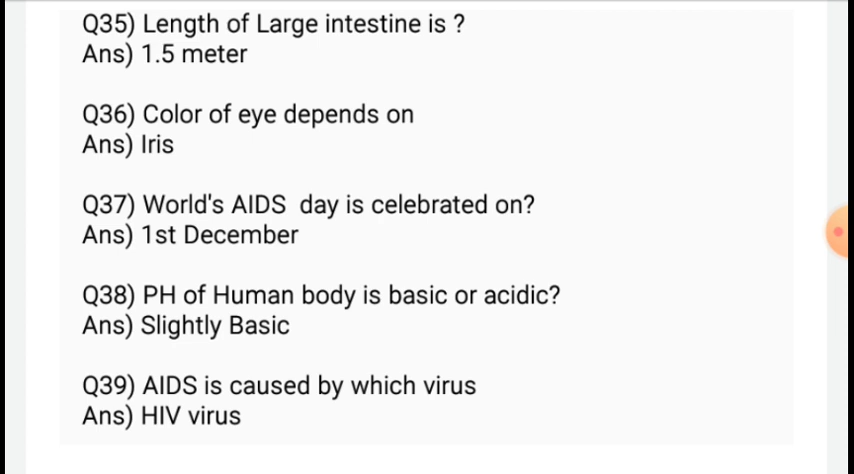 Q35) Length of Large intestine is ?
Ans) 1.5 meter
Q36) Color of eye depends on
Ans) Iris
Q37) World's AIDS  day is celebrated on?
Ans) 1st December
Q38) PH of Human body is basic or acidic?
Ans) Slightly Basic
Q39) AIDS is caused by which virus
Ans) HIV virus